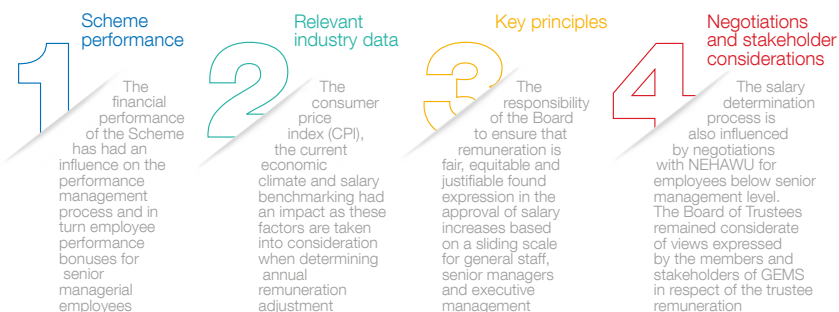 1
Scheme
performance
The
financial
performance
of the Scheme
has had an
influence on the
performance
management
process and in
turn employee
performance
bonuses for
senior
managerial
employees
2
Relevant
industry data
The
consumer
price
index (CPI),
the current
economic
climate and salary
benchmarking had
an impact as these
factors are taken
into consideration
when determining
annual
remuneration
adjustment
3
Key principles
The
responsibility
of the Board
to ensure that
remuneration is
fair, equitable and
justifiable found
expression in the
approval of salary
increases based
on a sliding scale
for general staff,
senior managers
and executive
management
4
Negotiations
and stakeholder
considerations
The salary
determination
process is
also influenced
by negotiations
with NEHAWU for
employees below senior
management level.
The Board of Trustees
remained considerate
of views expressed
by the members and
stakeholders of GEMS
in respect of the trustee
remuneration